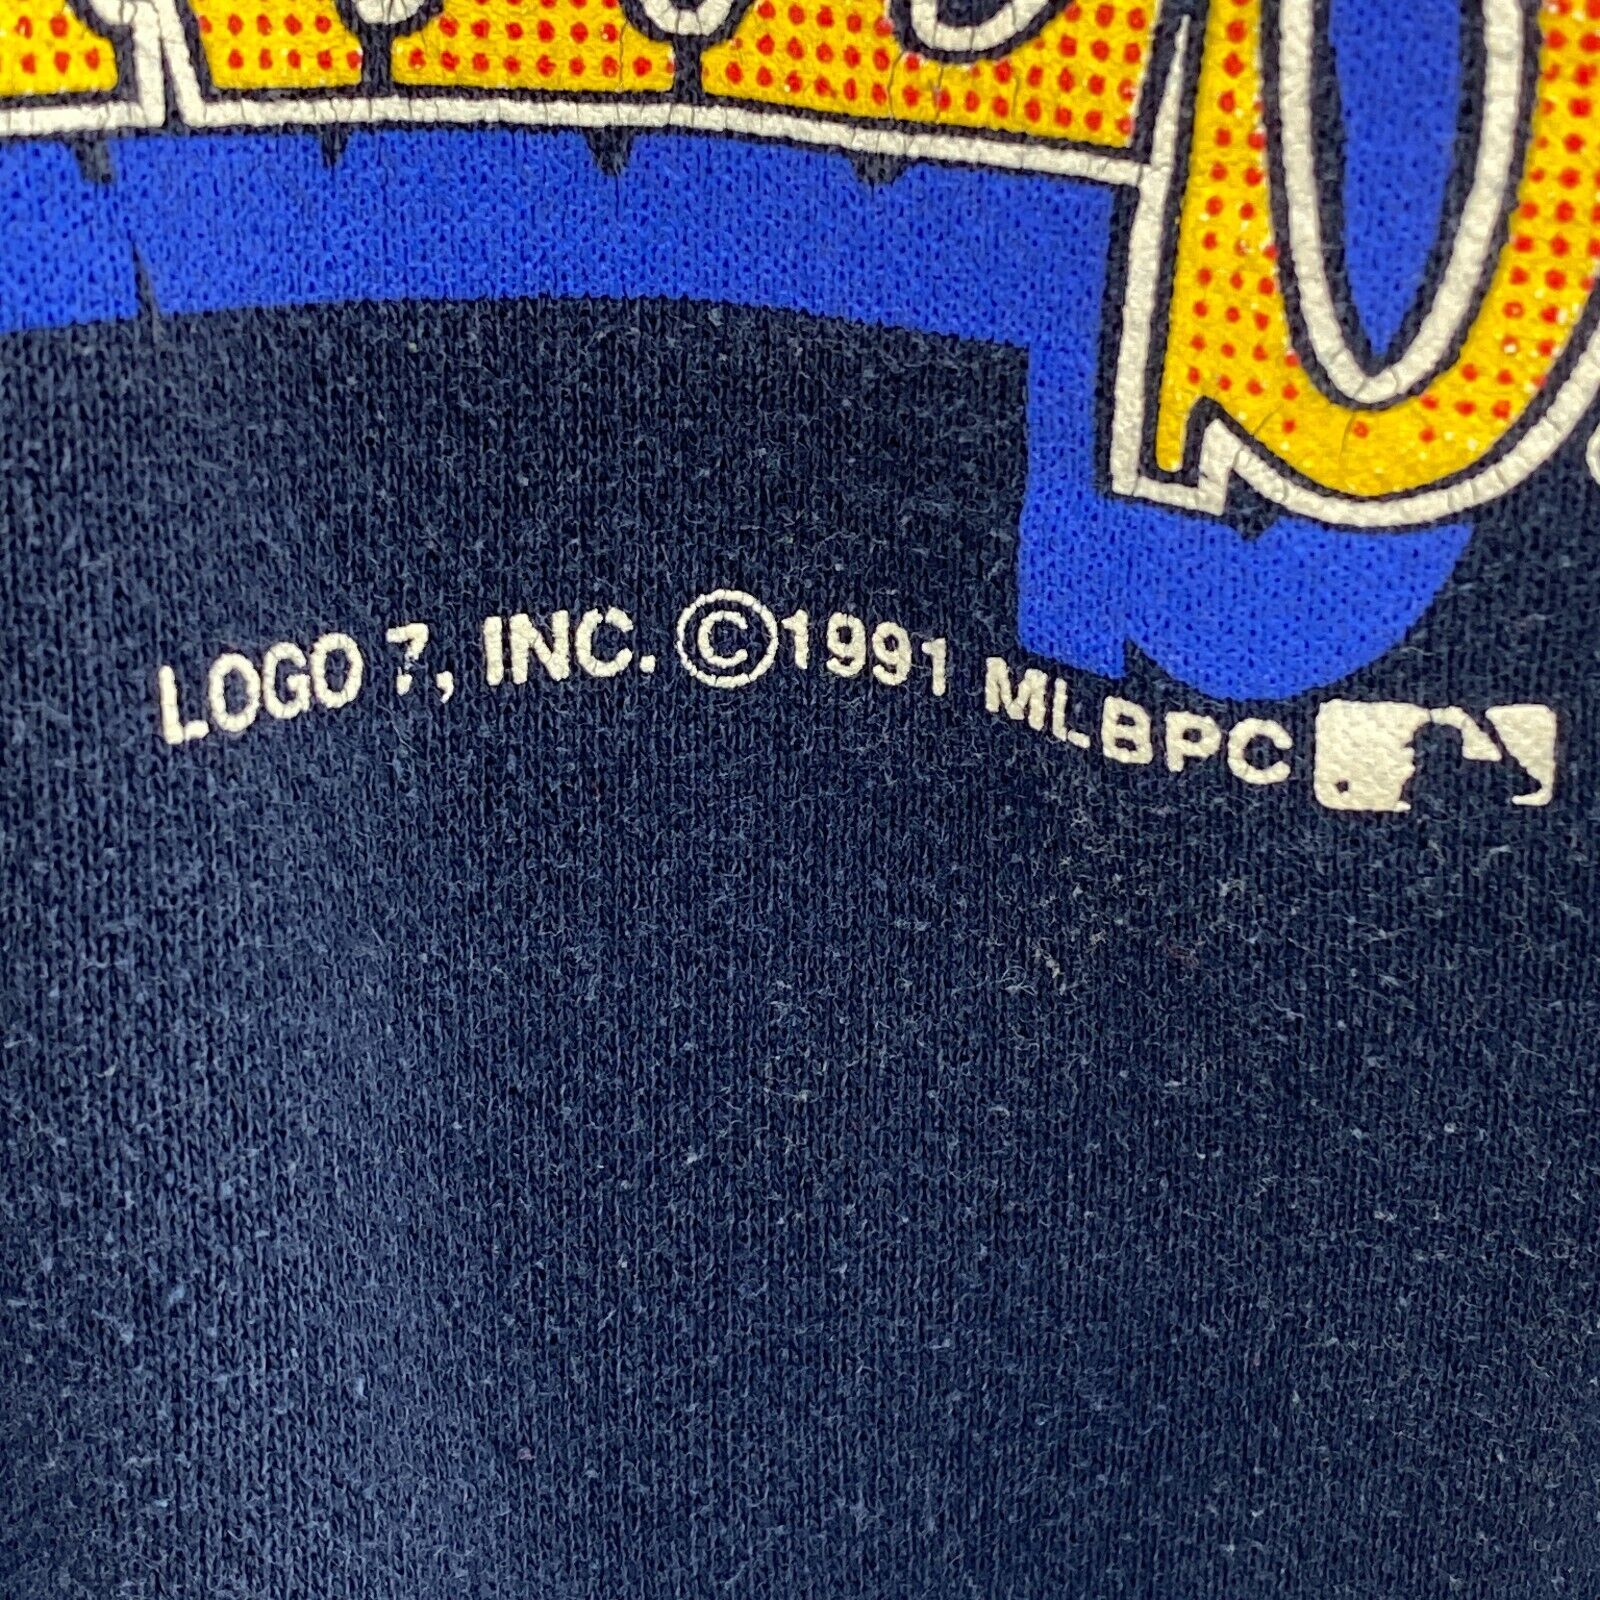 LOGO 7, INC. ©1991 MLBPC